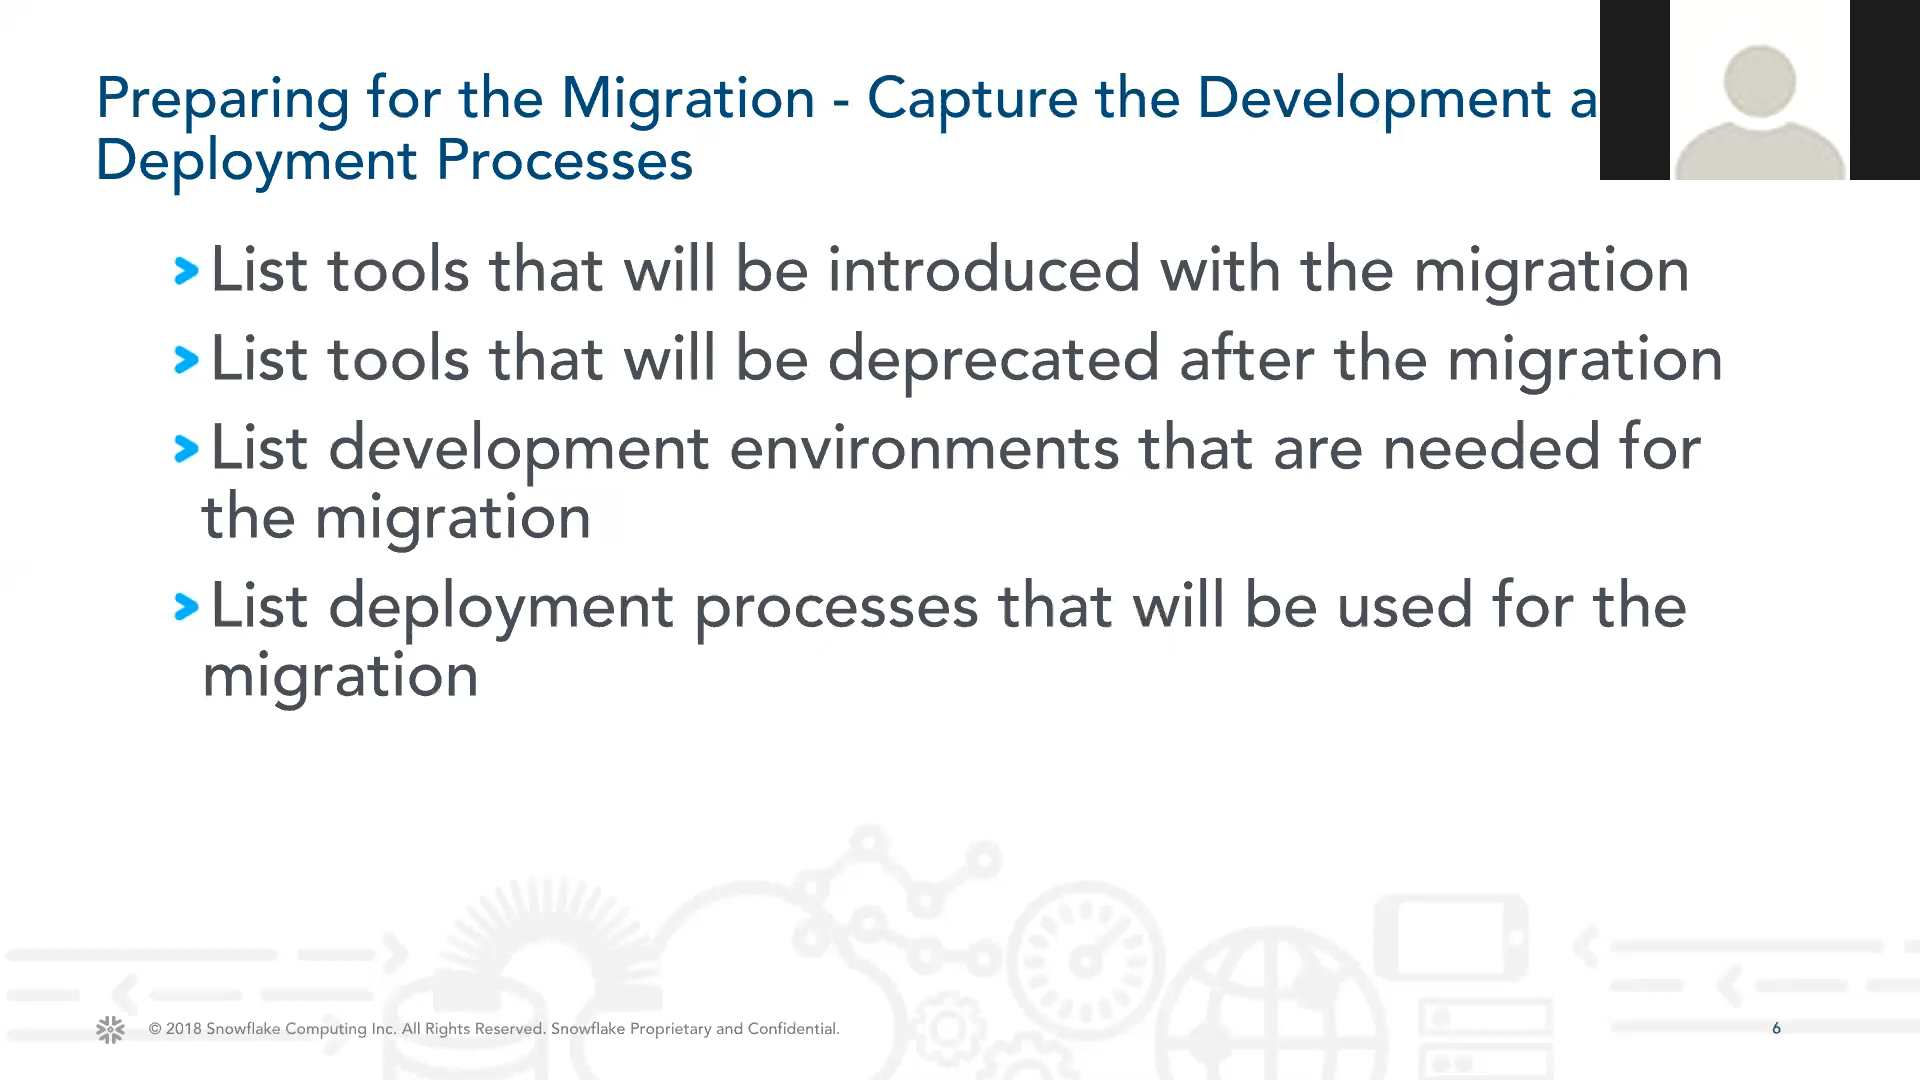 Preparing for the Migration - Capture the Development a
Deployment Processes
List tools that will be introduced with the migration
List tools that will be deprecated after the migration
List development environments that are needed for
the migration
List deployment processes that will be used for the
migration
© 2018 Snowflake Computing Inc. All Rights Reserved. Snowflake Proprietary and Confidential.
6